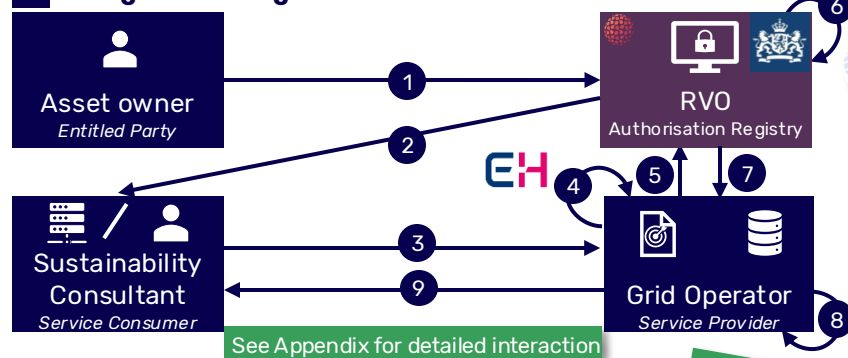 6
Asset owner
Entitled Party
1
RVO
Authorisation Registry
2
EH
4
5
7
Sustainability
Consultant
Service Consumer
3
9
Grid Operator
Service Provider
8
See Appendix for detailed interaction